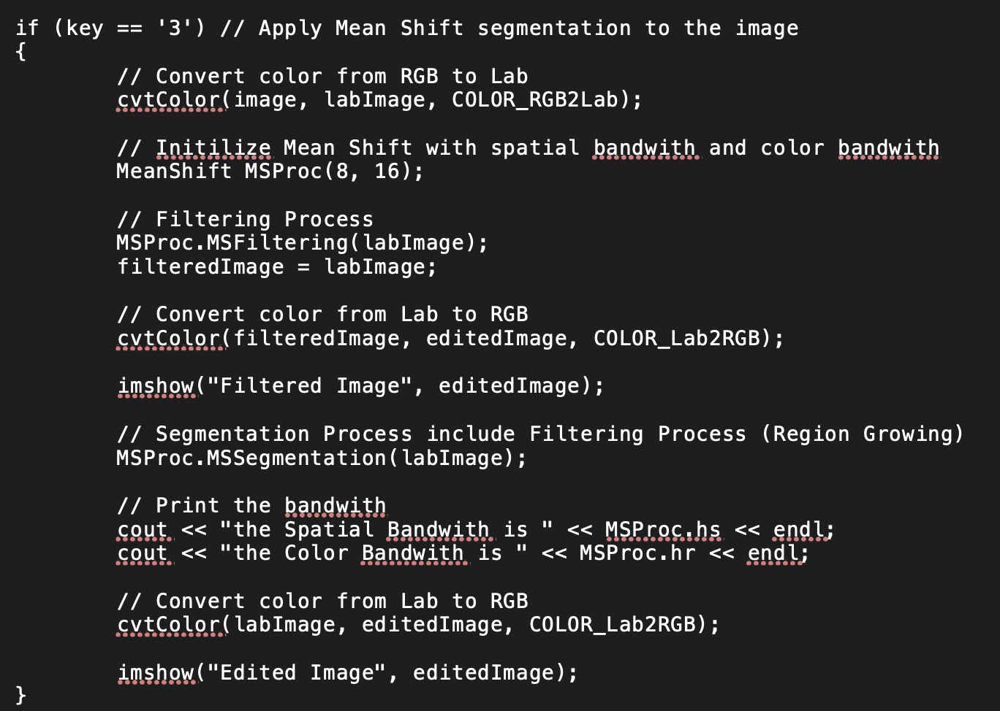 if (key == '3') // Apply Mean Shift segmentation to the image
{
// Convert color from RGB to Lab
cvtColor(image, labImage, COLOR_RGB2Lab);
// Initilize Mean Shift with spatial bandwith and color bandwith
MeanShift MSProc(8, 16);
// Filtering Process
MSProc.MSFiltering(labImage);
filteredImage = labImage;
// Convert color from Lab to RGB
cvtColor(filteredImage, editedImage, COLOR_Lab2RGB);
imshow("Filtered Image", editedImage);
// Segmentation Process include Filtering Process (Region Growing)
MSProc.MSSegmentation(labImage);
// Print the bandwith
cout << "the Spatial Bandwith is " << MSProc.hs << endl;
cout << "the Color Bandwith is " << MSProc.hr << endl;
// Convert color from Lab to RGB
cvtColor(labImage, editedImage, COLOR_Lab2RGB);
imshow("Edited Image", editedImage);
}